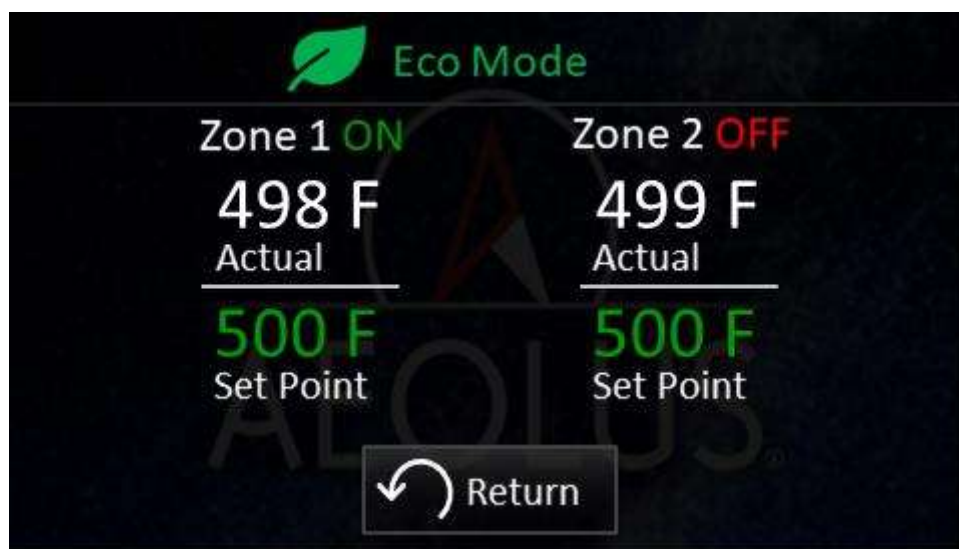 Eco Mode
Zone 1 ON
498 F
Actual
500 F
Set Point
Zone 2 OFF
499 F
Actual
500 F
Set Point
AEOLUS
Return